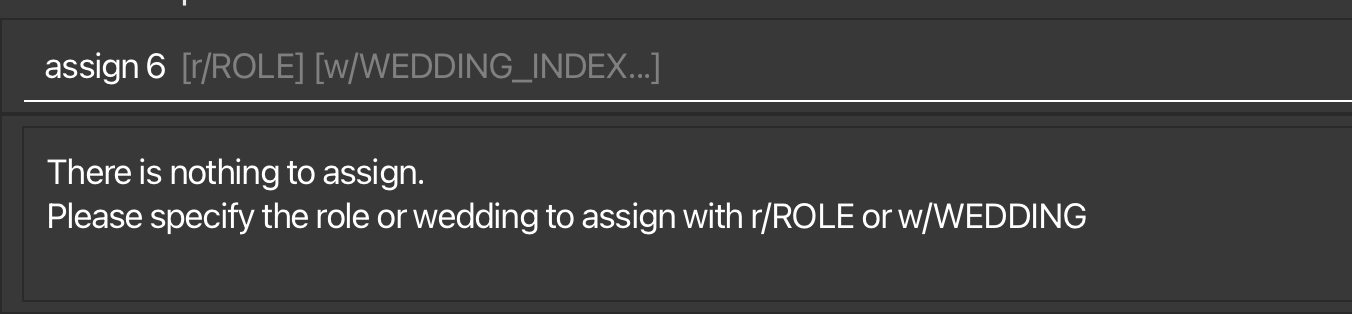 assign 6 [r/ROLE] [w/WEDDING_INDEX...]
There is nothing to assign.
Please specify the role or wedding to assign with r/ROLE or w/WEDDING